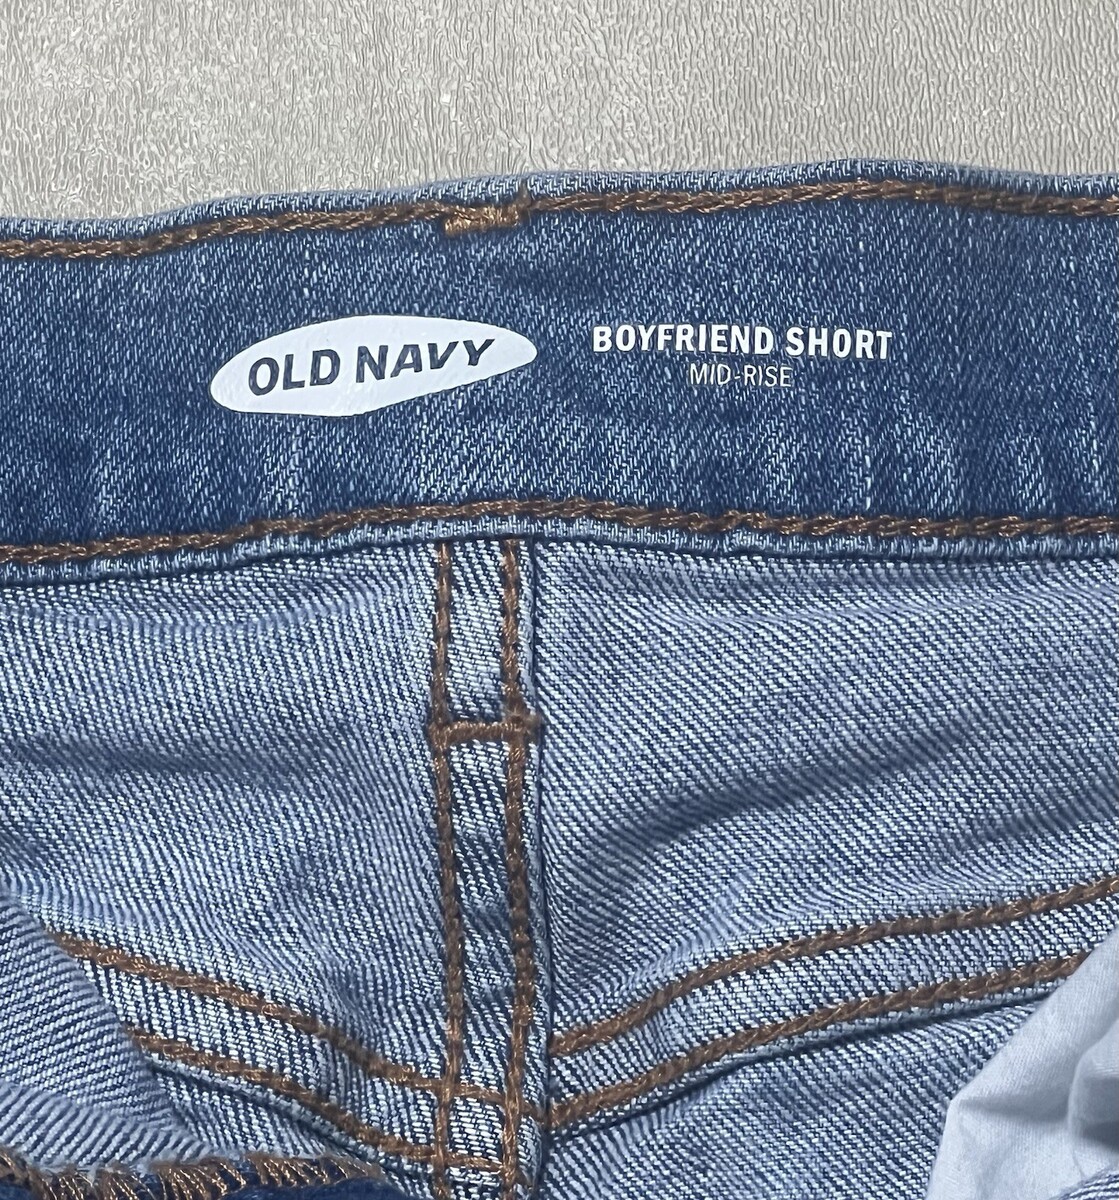 OLD NAVY
BOYFRIEND SHORT
MID-RISE